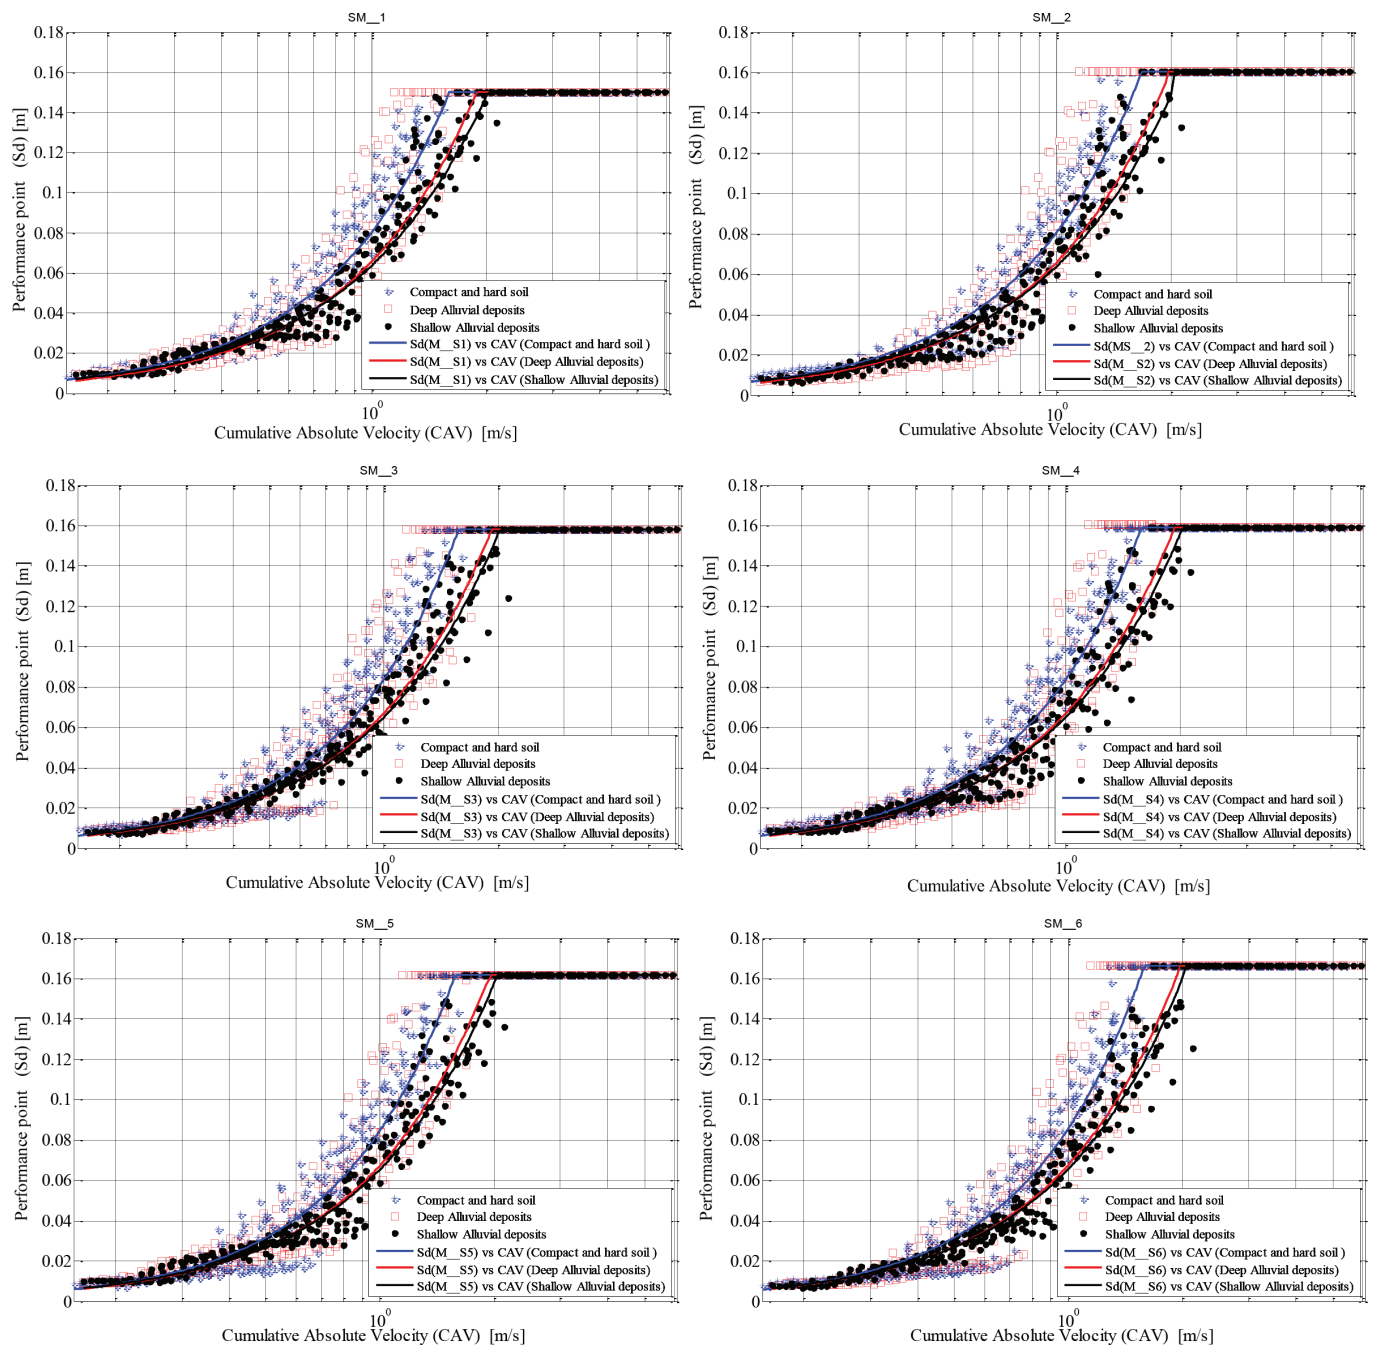 SM__1
0.18
0.16
0.14
0.12
0.1
0.08
0.06
0.04
0.02
0
Performance point (Sd) [m]
Compact and hard soil
Deep Alluvial deposits
Shallow Alluvial deposits
Sd(M__S1) vs CAV (Compact and hard soil )
Sd(M__S1) vs CAV (Deep Alluvial deposits)
Sd(M__S1) vs CAV (Shallow Alluvial deposits)
10^0
Cumulative Absolute Velocity (CAV) [m/s]
SM__2
0.18
0.16
0.14
0.12
0.1
0.08
0.06
0.04
0.02
0
Performance point (Sd) [m]
Compact and hard soil
Deep Alluvial deposits
Shallow Alluvial deposits
Sd(MS__2) vs CAV (Compact and hard soil )
Sd(M__S2) vs CAV (Deep Alluvial deposits)
Sd(M__S2) vs CAV (Shallow Alluvial deposits)
10^0
Cumulative Absolute Velocity (CAV) [m/s]
SM__3
0.18
0.16
0.14
0.12
0.1
0.08
0.06
0.04
0.02
0
Performance point (Sd) [m]
Compact and hard soil
Deep Alluvial deposits
Shallow Alluvial deposits
Sd(M__S3) vs CAV (Compact and hard soil )
Sd(M__S3) vs CAV (Deep Alluvial deposits)
Sd(M__S3) vs CAV (Shallow Alluvial deposits)
10^0
Cumulative Absolute Velocity (CAV) [m/s]
SM__4
0.18
0.16
0.14
0.12
0.1
0.08
0.06
0.04
0.02
0
Performance point (Sd) [m]
Compact and hard soil
Deep Alluvial deposits
Shallow Alluvial deposits
Sd(M__S4) vs CAV (Compact and hard soil )
Sd(M__S4) vs CAV (Deep Alluvial deposits)
Sd(M__S4) vs CAV (Shallow Alluvial deposits)
10^0
Cumulative Absolute Velocity (CAV) [m/s]
SM__5
0.18
0.16
0.14
0.12
0.1
0.08
0.06
0.04
0.02
0
Performance point (Sd) [m]
Compact and hard soil
Deep Alluvial deposits
Shallow Alluvial deposits
Sd(M__S5) vs CAV (Compact and hard soil )
Sd(M__S5) vs CAV (Deep Alluvial deposits)
Sd(M__S5) vs CAV (Shallow Alluvial deposits)
10^0
Cumulative Absolute Velocity (CAV) [m/s]
SM__6
0.18
0.16
0.14
0.12
0.1
0.08
0.06
0.04
0.02
0
Performance point (Sd) [m]
Compact and hard soil
Deep Alluvial deposits
Shallow Alluvial deposits
Sd(M__S6) vs CAV (Compact and hard soil )
Sd(M__S6) vs CAV (Deep Alluvial deposits)
Sd(M__S6) vs CAV (Shallow Alluvial deposits)
10^0
Cumulative Absolute Velocity (CAV) [m/s]